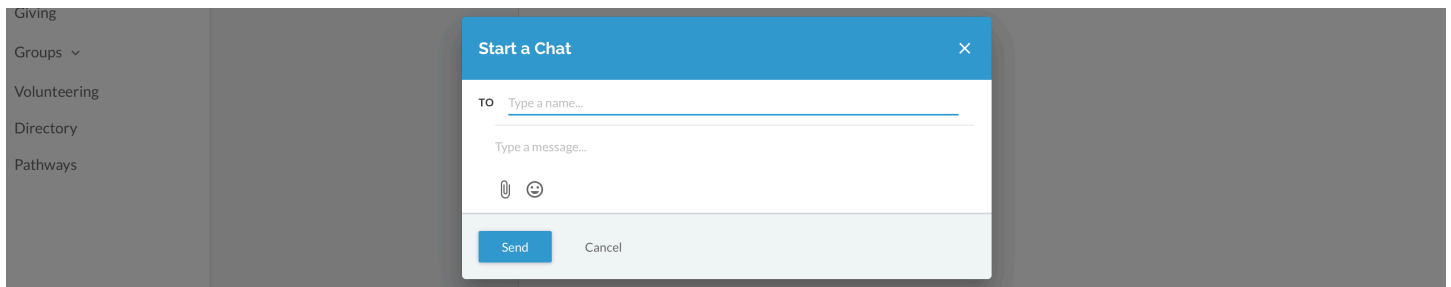 Giving
Groups
Volunteering
Directory
Pathways
Start a Chat
TO Type a name...
Type a message...
Send Cancel